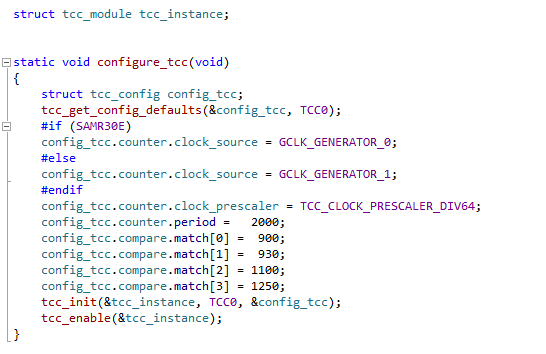 struct tcc_module tcc_instance;
static void configure_tcc(void)
{
    struct tcc_config config_tcc;
    tcc_get_config_defaults(&config_tcc, TCC0);
    #if (SAMR30E)
    config_tcc.counter.clock_source = GCLK_GENERATOR_0;
    #else
    config_tcc.counter.clock_source = GCLK_GENERATOR_1;
    #endif
    config_tcc.counter.clock_prescaler = TCC_CLOCK_PRESCALER_DIV64;
    config_tcc.counter.period =   2000;
    config_tcc.compare.match[0] =  900;
    config_tcc.compare.match[1] =  930;
    config_tcc.compare.match[2] = 1100;
    config_tcc.compare.match[3] = 1250;
    tcc_init(&tcc_instance, TCC0, &config_tcc);
    tcc_enable(&tcc_instance);
}